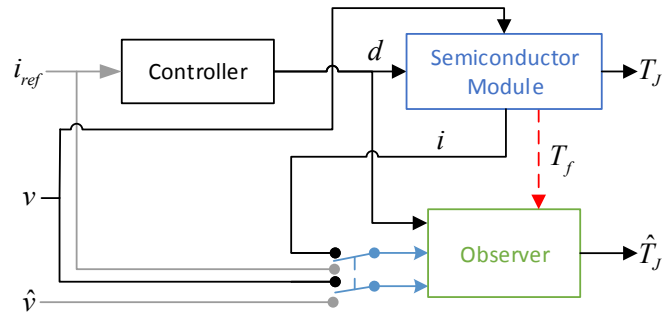 i_ref
Controller
d
Semiconductor
Module
T_J
i
T_f
v
Observer
T̂_J
v̂